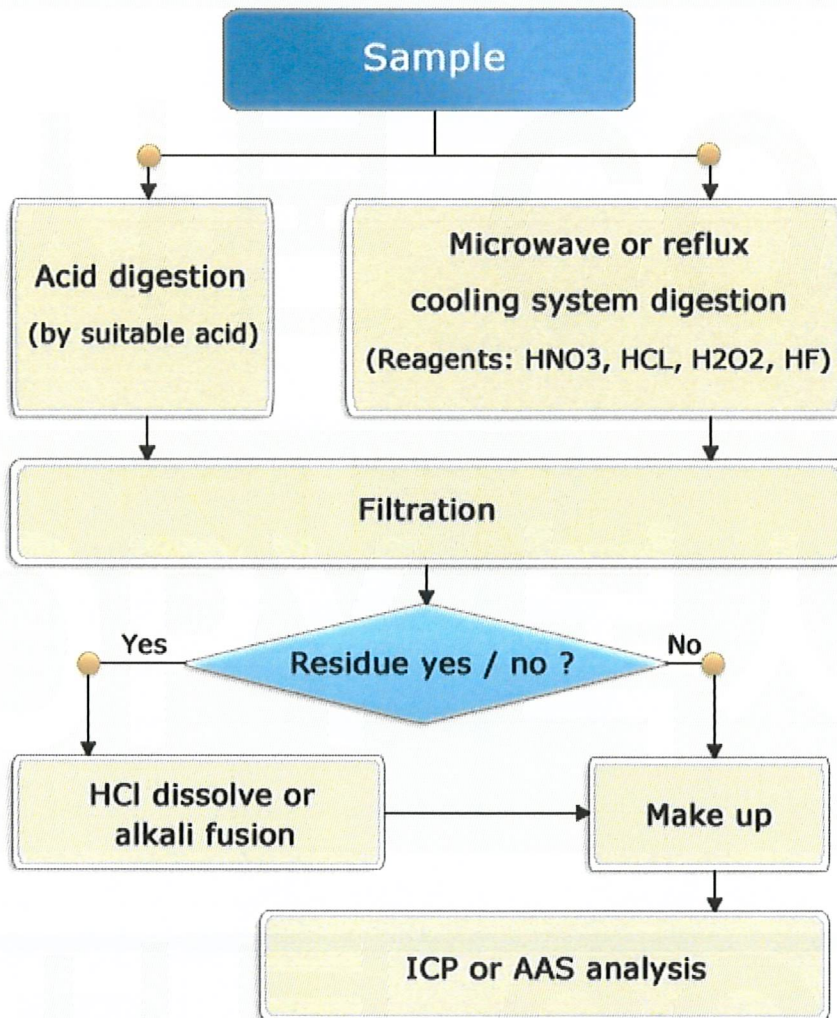 Sample
Acid digestion
(by suitable acid)
Microwave or reflux
cooling system digestion
(Reagents: HNO3, HCL, H2O2, HF)
Filtration
Residue yes / no ?
Yes
No
HCl dissolve or
alkali fusion
Make up
ICP or AAS analysis